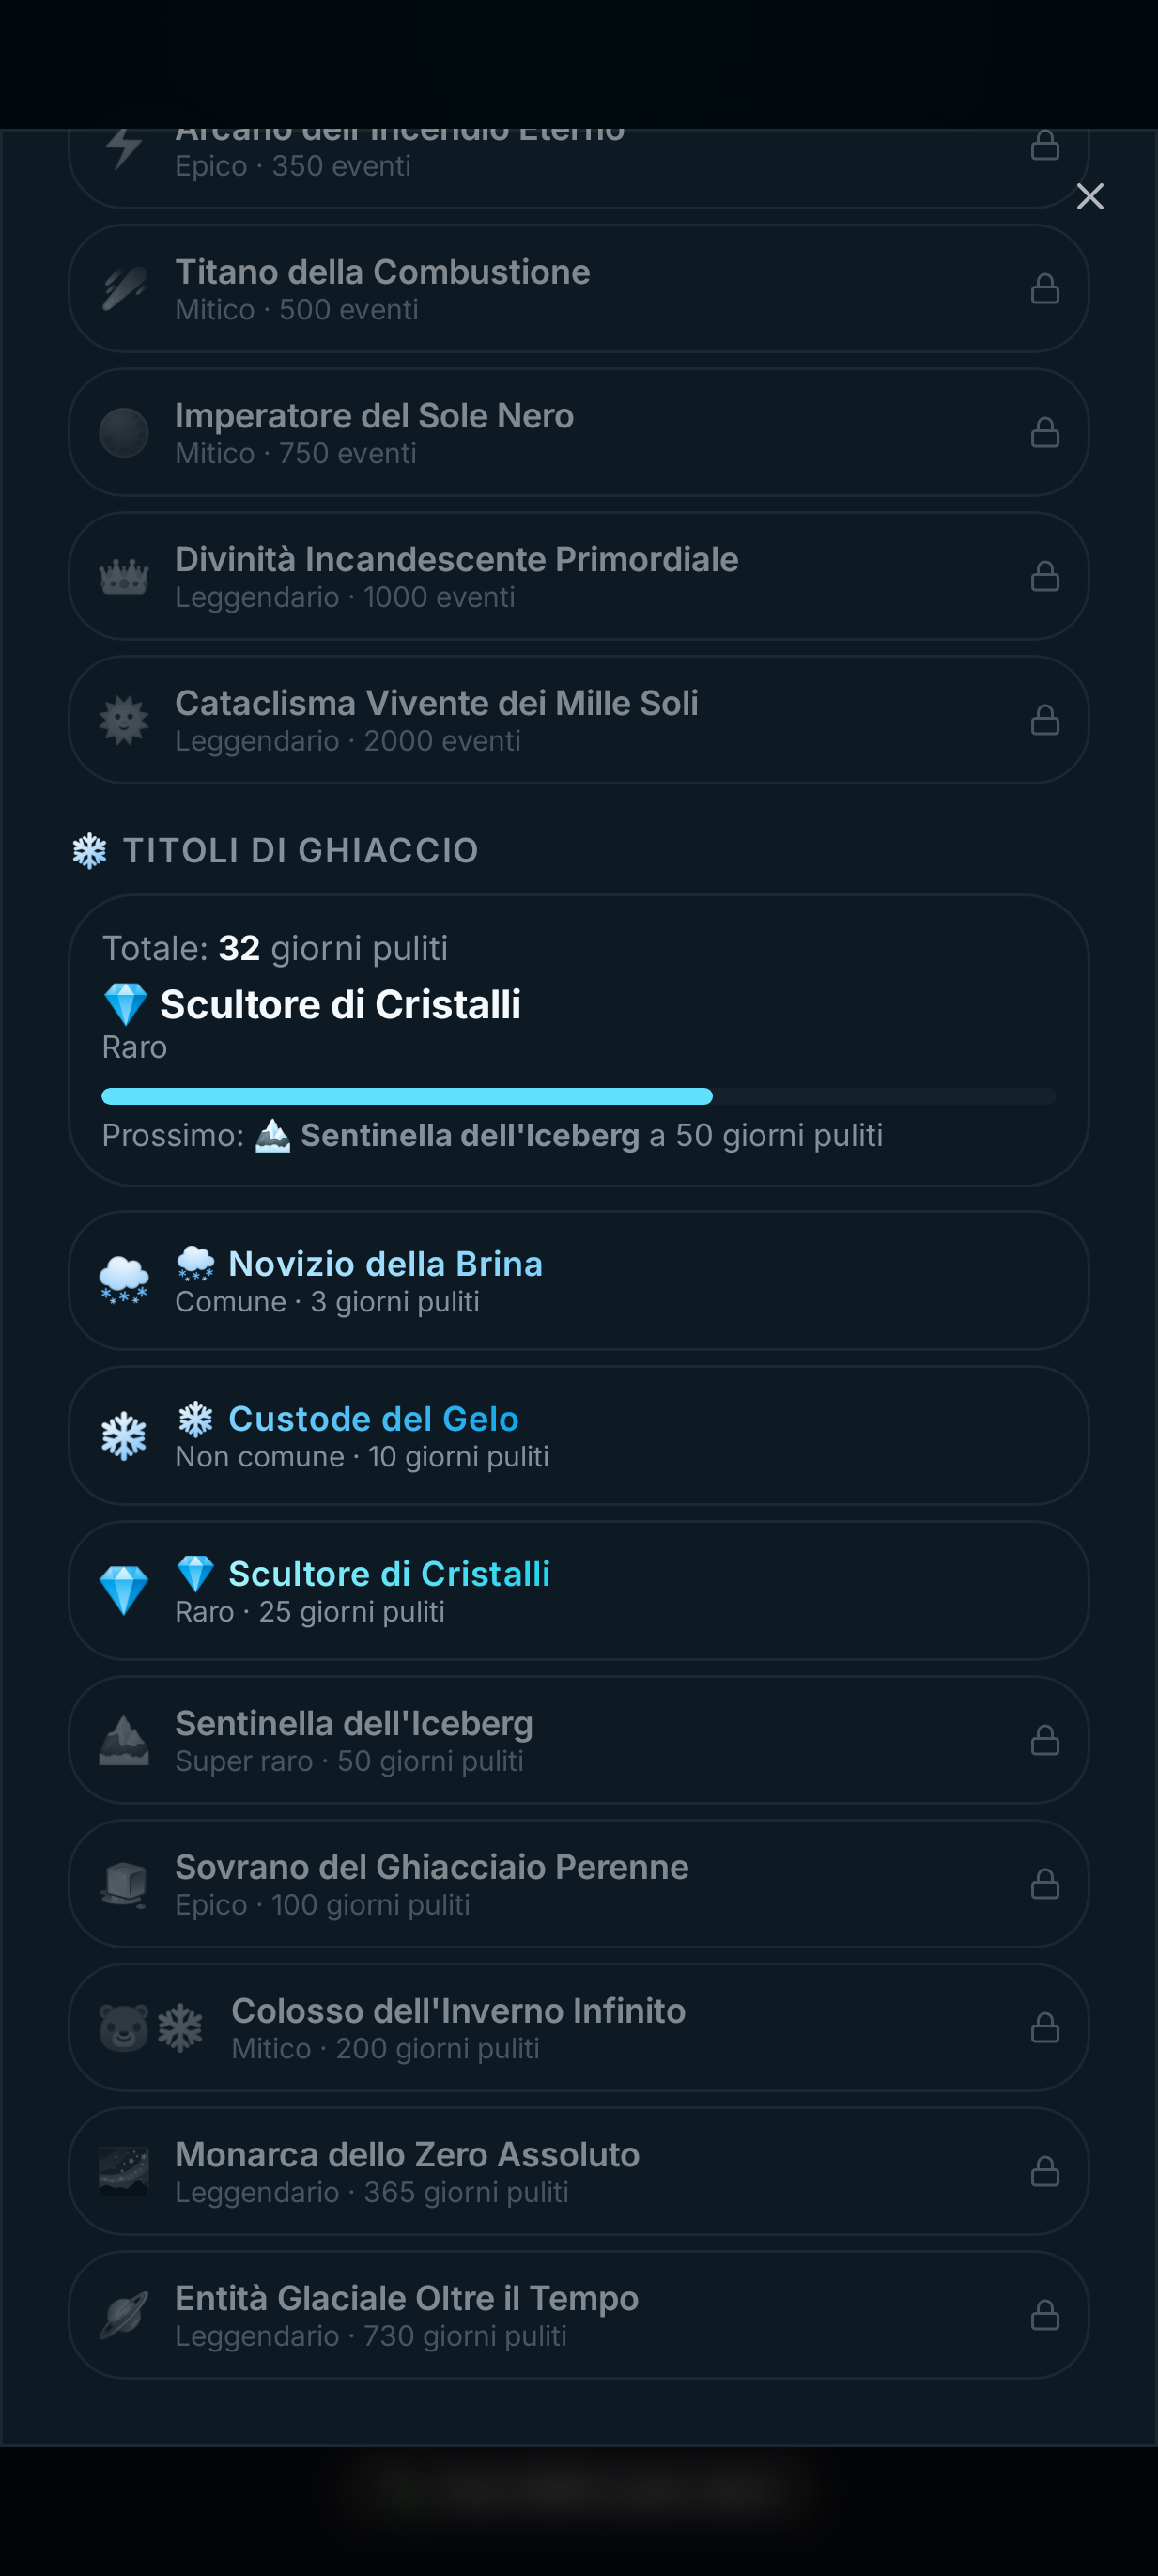 Arcano dell'Incendio Eterno
Epico · 350 eventi
Titano della Combustione
Mitico · 500 eventi
Imperatore del Sole Nero
Mitico · 750 eventi
Divinità Incandescente Primordiale
Leggendario · 1000 eventi
Cataclisma Vivente dei Mille Soli
Leggendario · 2000 eventi
TITOLI DI GHIACCIO
Totale: 32 giorni puliti
Scultore di Cristalli
Raro
Prossimo: Sentinella dell'Iceberg a 50 giorni puliti
Novizio della Brina
Comune · 3 giorni puliti
Custode del Gelo
Non comune · 10 giorni puliti
Scultore di Cristalli
Raro · 25 giorni puliti
Sentinella dell'Iceberg
Super raro · 50 giorni puliti
Sovrano del Ghiacciaio Perenne
Epico · 100 giorni puliti
Colosso dell'Inverno Infinito
Mitico · 200 giorni puliti
Monarca dello Zero Assoluto
Leggendario · 365 giorni puliti
Entità Glaciale Oltre il Tempo
Leggendario · 730 giorni puliti